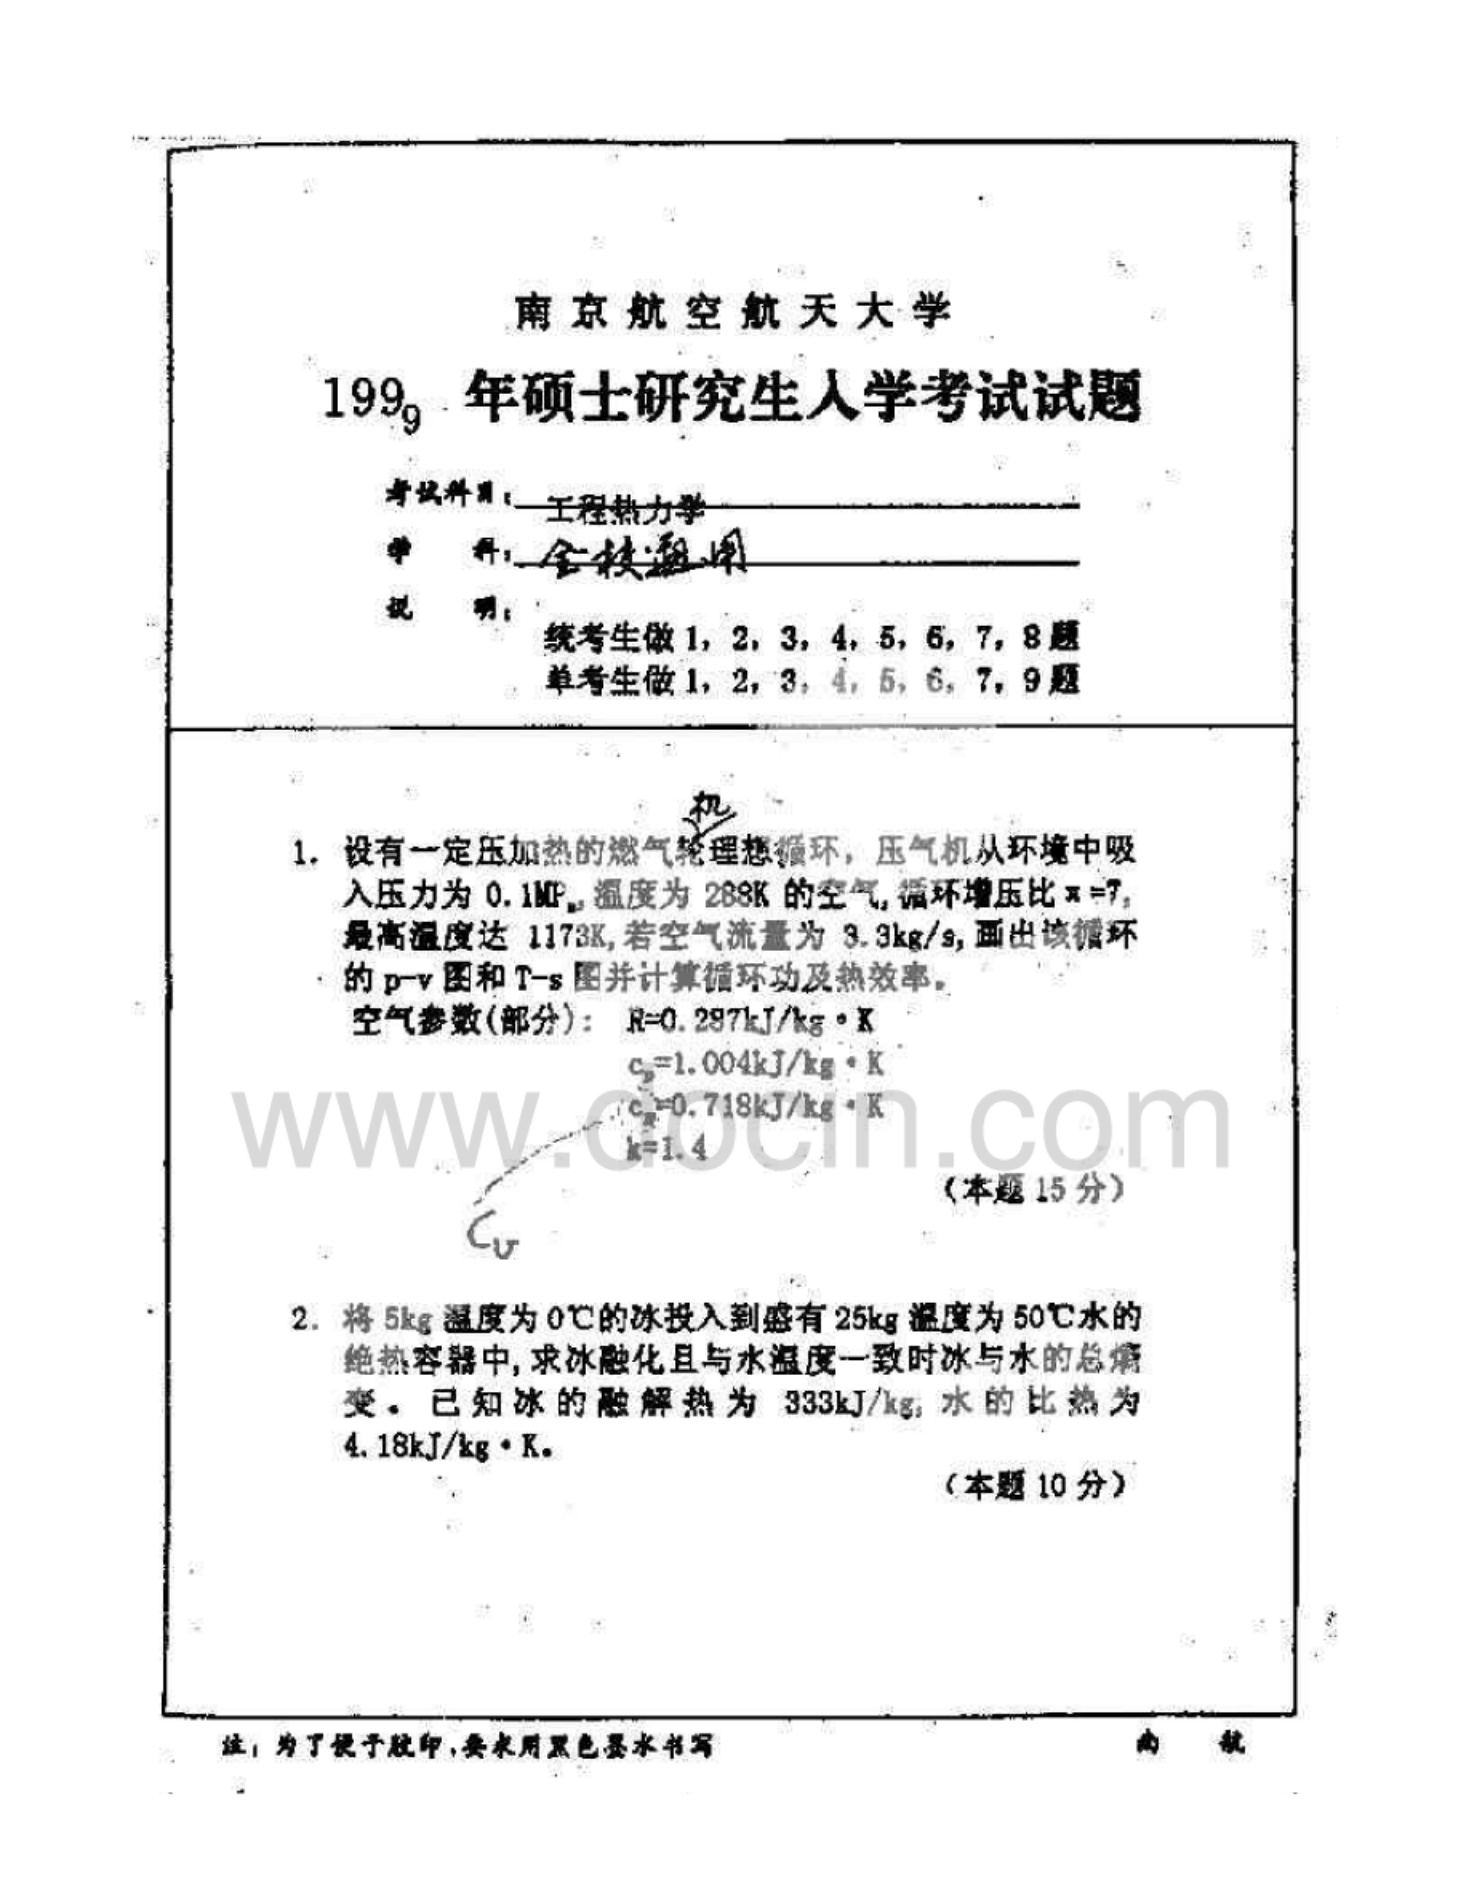 南京航空航天大学
1999 年硕士研究生入学考试试题
考试科目： 工程热力学
学 科： 全校通用
说 明：
统考生做 1，2，3，4，5，6，7，8 题
单考生做 1，2，3，4，5，6，7，9 题
机
1. 设有一定压加热的燃气轮理想循环，压气机从环境中吸
入压力为 0.1MPa,温度为 288K 的空气,循环增压比 π=7,
最高温度达 1173K,若空气流量为 3.3kg/s,画出该循环
的 p-v 图和 T-s 图并计算循环功及热效率。
空气参数(部分)： R=0.287kJ/kg·K
cp=1.004kJ/kg·K
=0.718kJ/kg·K
k=1.4
www.docin.com
（本题 15 分）
Cv
2. 将 5kg 温度为 0℃的冰投入到盛有 25kg 温度为 50℃水的
绝热容器中,求冰融化且与水温度一致时冰与水的总熵
变。已知冰的融解热为 333kJ/kg; 水的比热为
4.18kJ/kg·K。
（本题 10 分）
注：为了便于胶印，要求用黑色墨水书写
南 航